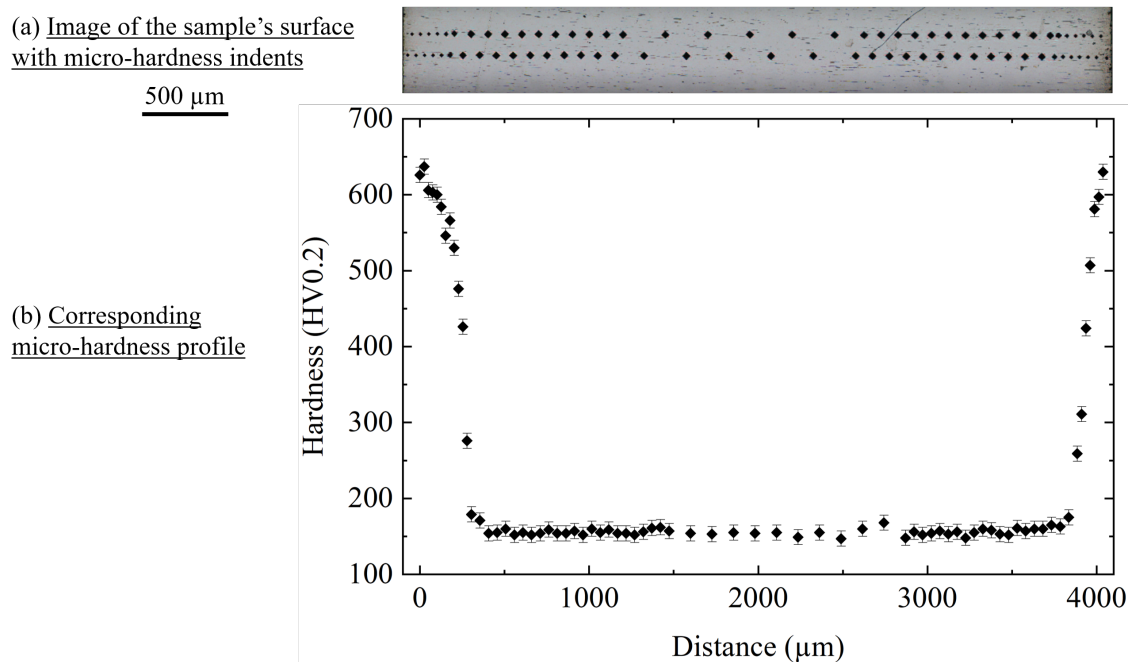 (a) Image of the sample’s surface
with micro-hardness indents
500 µm
(b) Corresponding
micro-hardness profile
Hardness (HV0.2)
700
600
500
400
300
200
100
0
1000
2000
3000
4000
Distance (µm)